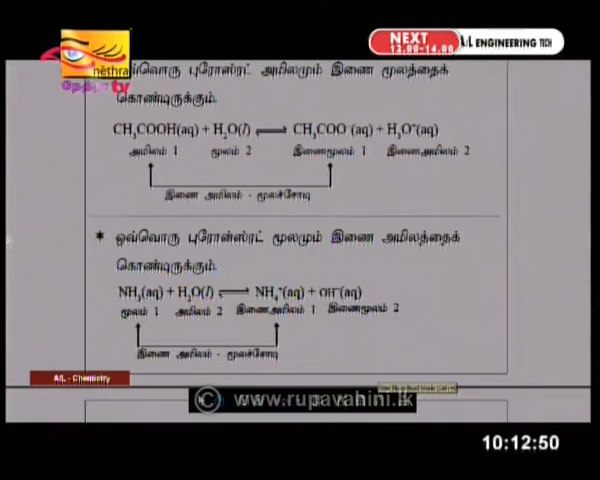 NEXT
12.00-14.00
A/L ENGINEERING TECH
nethra
நேத்ரா tv
ஒவ்வொரு புரோஸ்ரட் அமிலமும் இணை மூலத்தைக்
கொண்டிருக்கும்.
CH₃COOH(aq) + H₂O(l) ⇌ CH₃COO⁻(aq) + H₃O⁺(aq)
அமிலம் 1 மூலம் 2 இணைமூலம் 1 இணைஅமிலம் 2
இணை அமிலம் - மூலச்சோடி
* ஒவ்வொரு புரோன்ஸ்ரட் மூலமும் இணை அமிலத்தைக்
கொண்டிருக்கும்.
NH₃(aq) + H₂O(l) ⇌ NH₄⁺(aq) + OH⁻(aq)
மூலம் 1 அமிலம் 2 இணைஅமிலம் 1 இணைமூலம் 2
இணை அமிலம் - மூலச்சோடி
A/L - Chemistry
© www.rupavahini.lk
10:12:50